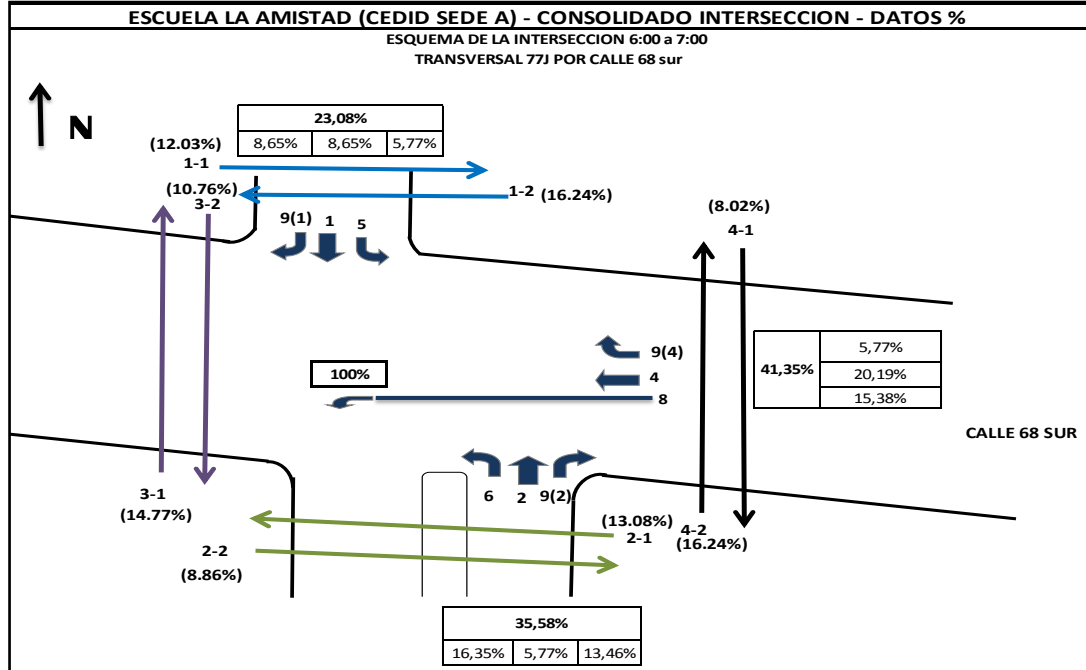 ESCUELA LA AMISTAD (CEDID SEDE A) - CONSOLIDADO INTERSECCION - DATOS %
ESQUEMA DE LA INTERSECCION 6:00 a 7:00
TRANSVERSAL 77J POR CALLE 68 sur
N
23,08%
8,65% 8,65% 5,77%
(12.03%)
1-1
(10.76%)
3-2
1-2 (16.24%)
9(1) 1 5
(8.02%)
4-1
9(4)
4
8
100%
41,35%
5,77%
20,19%
15,38%
CALLE 68 SUR
6 2 9(2)
3-1
(14.77%)
(13.08%)
2-1
4-2
(16.24%)
2-2
(8.86%)
35,58%
16,35% 5,77% 13,46%